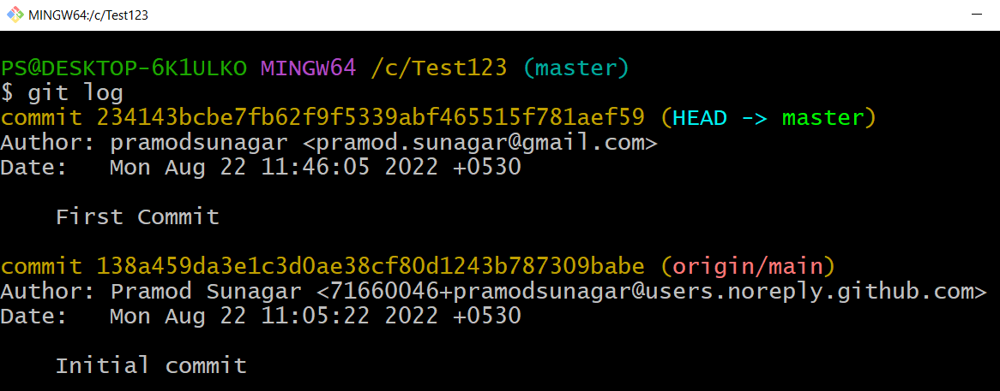 MINGW64:/c/Test123
PS@DESKTOP-6K1ULKO MINGW64 /c/Test123 (master)
$ git log
commit 234143bcbe7fb62f9f5339abf465515f781aef59 (HEAD -> master)
Author: pramodsunagar <pramod.sunagar@gmail.com>
Date:   Mon Aug 22 11:46:05 2022 +0530
    First Commit
commit 138a459da3e1c3d0ae38cf80d1243b787309babe (origin/main)
Author: Pramod Sunagar <71660046+pramodsunagar@users.noreply.github.com>
Date:   Mon Aug 22 11:05:22 2022 +0530
    Initial commit